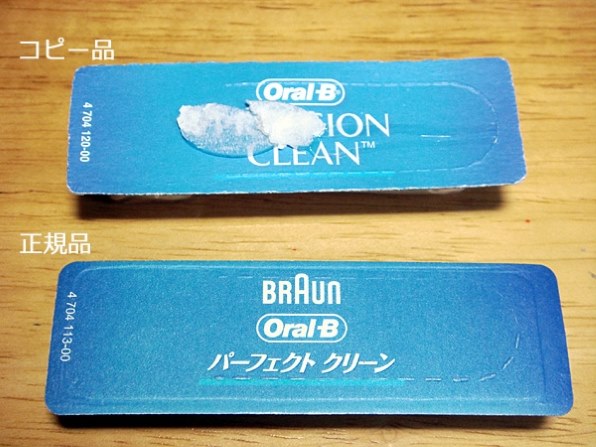 コピー品
Oral-B
SION
CLEAN™
4 704 120-00
正規品
BRAUN
Oral-B
パーフェクト クリーン
4 704 113-00